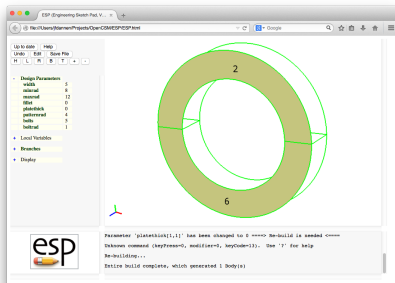 ESP (Engineering Sketch Pad, V...
file:///Users/jfdannen/Projects/OpenCSM/ESP/ESP.html
Google
Up to date Help
Undo Edit Save File
H L R B T + -
- Design Parameters
width 5
minrad 8
maxrad 12
fillet 0
platethick 0
patternrad 4
bolts 5
boltrad 1
+ Local Variables
+ Branches
+ Display
2
6
esp
Parameter 'platethick[1,1]' has been changed to 0 ====> Re-build is needed <====
Unknown command (keyPress=0, modifier=0, keyCode=13). Use '?' for help
Re-building...
Entire build complete, which generated 1 Body(s)